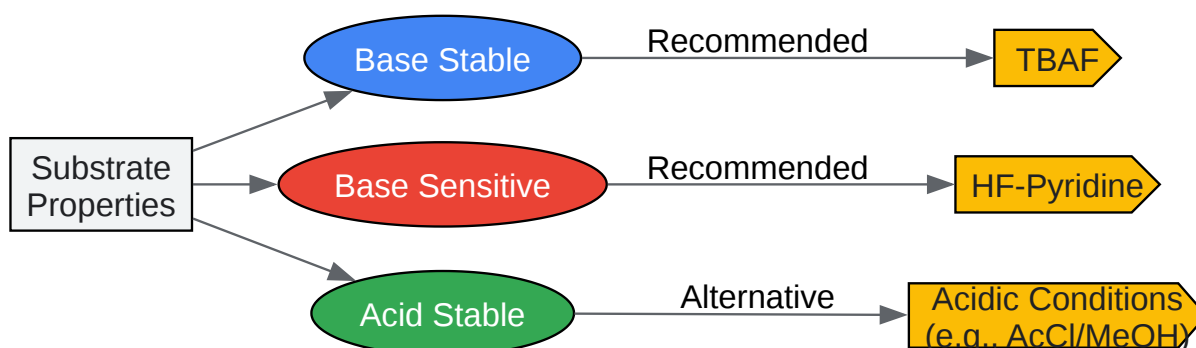 Base Stable
Recommended
TBAF
Substrate
Properties
Base Sensitive
Recommended
HF-Pyridine
Acid Stable
Alternative
Acidic Conditions
(e.g., AcCl/MeOH)